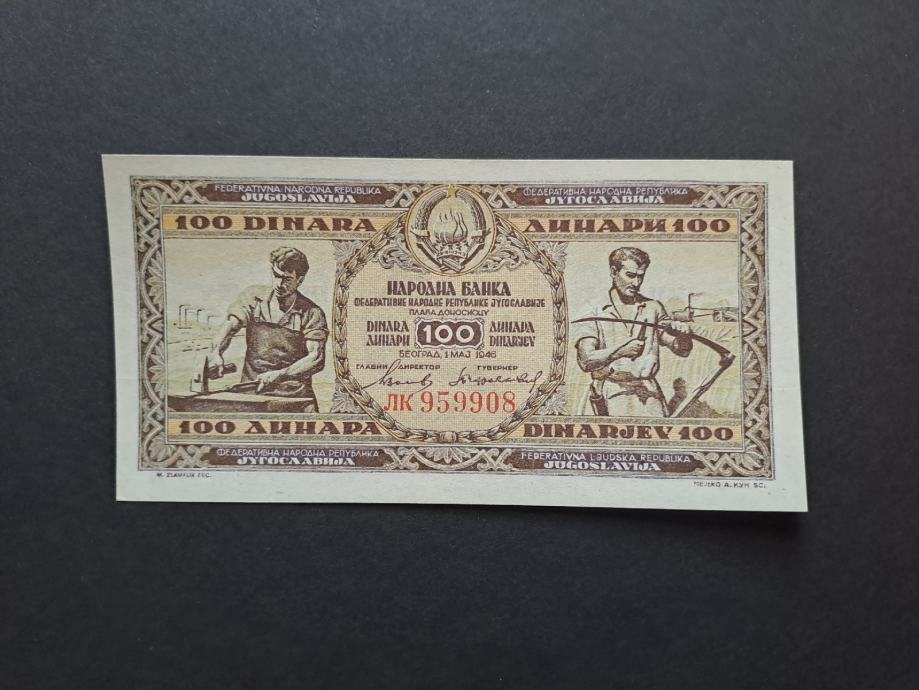 FEDERATIVNA NARODNA REPUBLIKA
JUGOSLAVIJA
ФЕДЕРАТИВНА НАРОДНА РЕПУБЛИКА
ЈУГОСЛАВИЈА
100 DINARA
ДИНАРИ 100
НАРОДНА БАНКА
ФЕДЕРАТИВНЕ НАРОДНЕ РЕПУБЛИКЕ ЈУГОСЛАВИЈЕ
ПЛАЋА ДОНОСИОЦУ
DINARA 100 ДИНАРА
ДИНАРИ DINARJEV
БЕОГРАД, 1 МАЈ 1946
ГЛАВНИ ДИРЕКТОР ГУВЕРНЕР
ЛК 959908
100 ДИНАРА
DINARJEV 100
ФЕДЕРАТИВНА НАРОДНА РЕПУБЛИКА
ЈУГОСЛАВИЈА
FEDERATIVNA LJUDSKA REPUBLIKA
JUGOSLAVIJA
А. КУН SC.